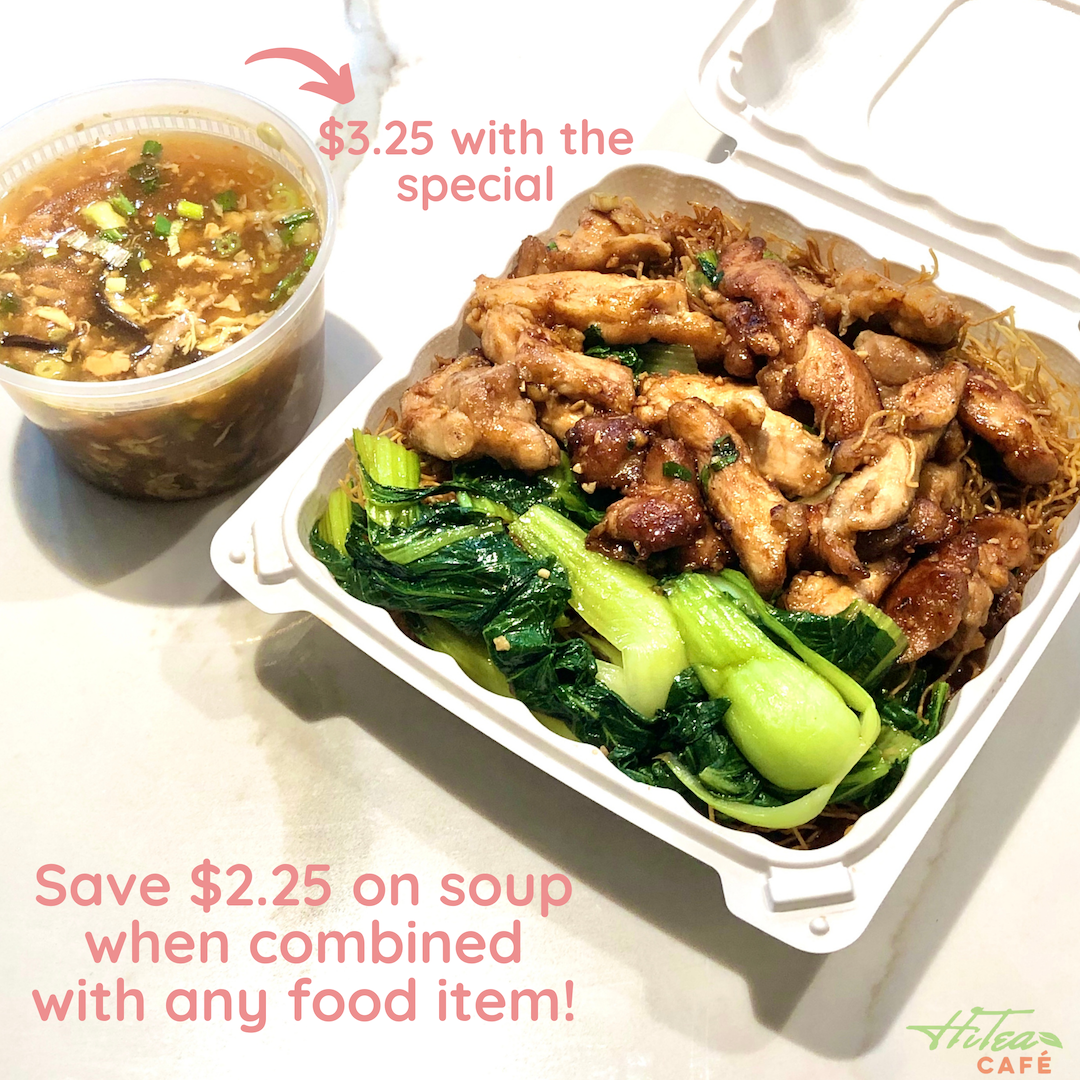 $3.25 with the
special
Save $2.25 on soup
when combined
with any food item!
HiTea
CAFÉ